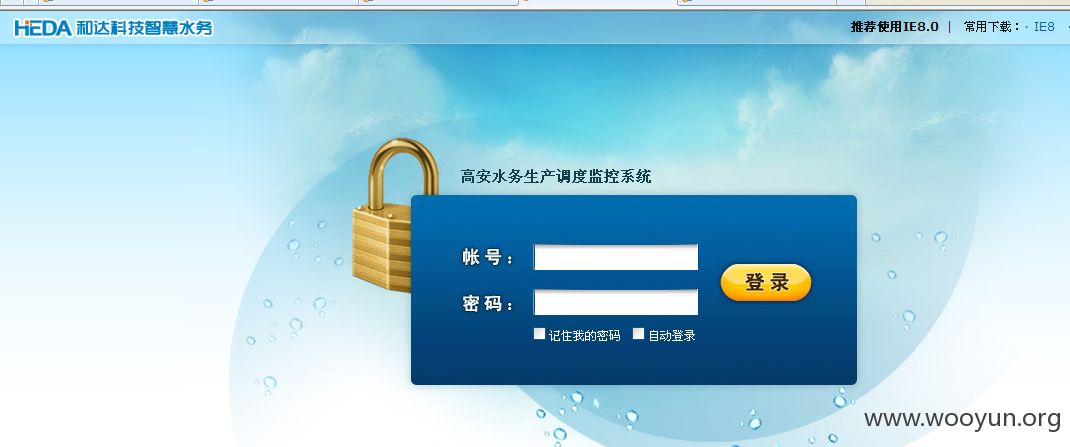 HEDA 和达科技智慧水务
推荐使用IE8.0 | 常用下载：· IE8 ·
高安水务生产调度监控系统
帐号：
密码：
登录
记住我的密码 自动登录
www.wooyun.org